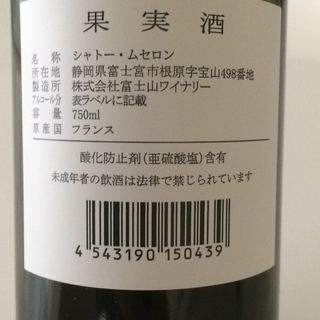 果実酒
名称 シャトー・ムセロン
所在地 静岡県富士宮市根原字宝山498番地
製造所 株式会社富士山ワイナリー
アルコール分 表ラベルに記載
容量 750ml
原産国 フランス
酸化防止剤(亜硫酸塩)含有
未成年者の飲酒は法律で禁じられています
4 543190 150439